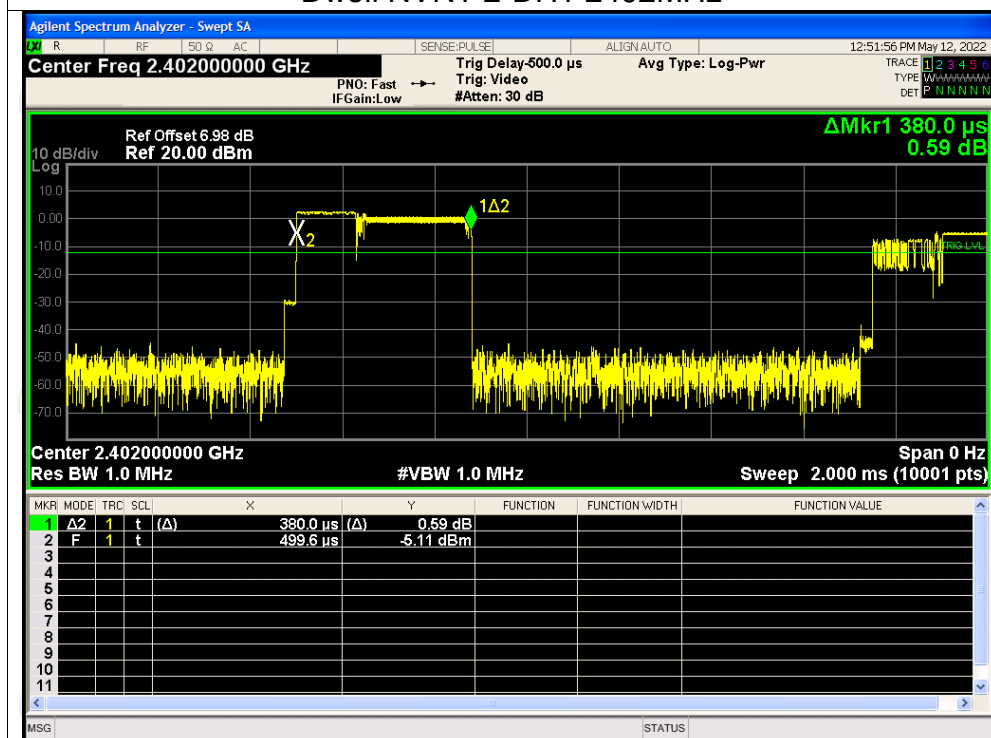 Agilent Spectrum Analyzer - Swept SA
LXI R RF 50 Ω AC SENSE:PULSE ALIGN AUTO 12:51:56 PM May 12, 2022
Center Freq 2.402000000 GHz
PNO: Fast
IFGain:Low
Trig Delay-500.0 µs
Trig: Video
#Atten: 30 dB
Avg Type: Log-Pwr
TRACE 1 2 3 4 5 6
TYPE WWWWWW
DET P N N N N N
ΔMkr1 380.0 µs
0.59 dB
Ref Offset 6.98 dB
10 dB/div Ref 20.00 dBm
Log
10.0
0.00
-10.0
-20.0
-30.0
-40.0
-50.0
-60.0
-70.0
X2
1Δ2
TRIG LVL
Center 2.402000000 GHz Span 0 Hz
Res BW 1.0 MHz #VBW 1.0 MHz Sweep 2.000 ms (10001 pts)
MKR MODE TRC SCL X Y FUNCTION FUNCTION WIDTH FUNCTION VALUE
1 Δ2 1 t (Δ) 380.0 µs (Δ) 0.59 dB
2 F 1 t 499.6 µs -5.11 dBm
3
4
5
6
7
8
9
10
11
MSG STATUS